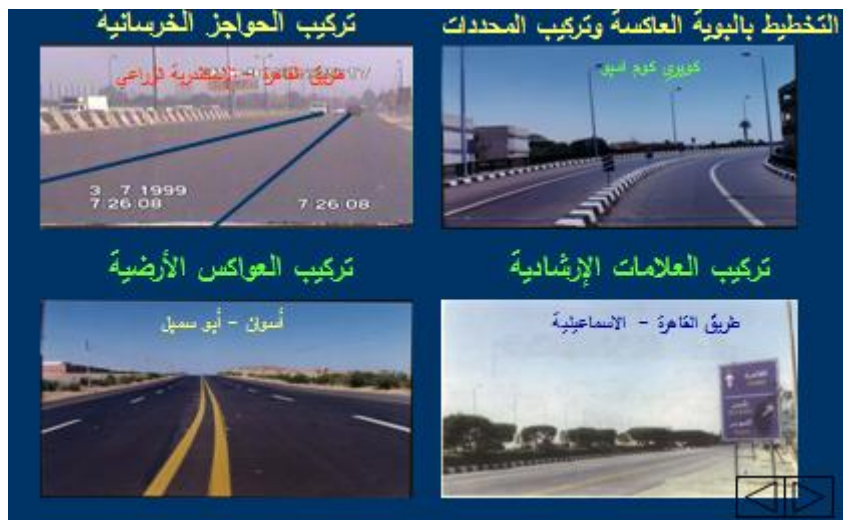 التخطيط بالبوية العاكسة وتركيب المحددات
تركيب الحواجز الخرسانية
كوبري كوم امبو
طريق القاهرة - الاسكندرية الزراعي
3 7 1999
7 26 08
7 26 08
تركيب العلامات الإرشادية
تركيب العواكس الأرضية
طريق القاهرة - الاسماعيلية
أسوان - أبو سمبل